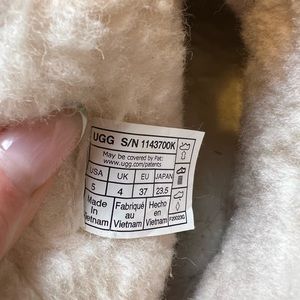 UGG S/N 1143700K
May be covered by Pat:
www.ugg.com/patents
USA UK EU JAPAN
5 4 37 23.5
Made in Vietnam
Fabriqué au Vietnam
Hecho en Vietnam